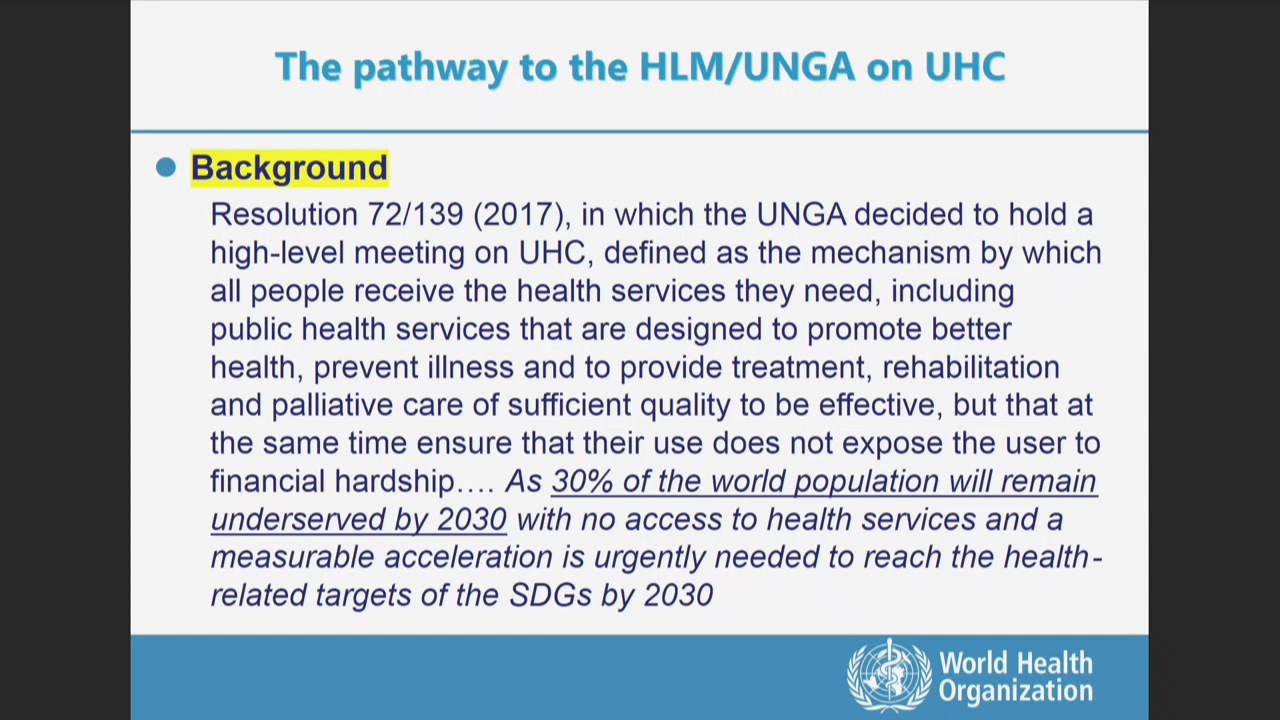 The pathway to the HLM/UNGA on UHC
Background
Resolution 72/139 (2017), in which the UNGA decided to hold a
high-level meeting on UHC, defined as the mechanism by which
all people receive the health services they need, including
public health services that are designed to promote better
health, prevent illness and to provide treatment, rehabilitation
and palliative care of sufficient quality to be effective, but that at
the same time ensure that their use does not expose the user to
financial hardship.... As 30% of the world population will remain
underserved by 2030 with no access to health services and a
measurable acceleration is urgently needed to reach the health-
related targets of the SDGs by 2030
World Health
Organization